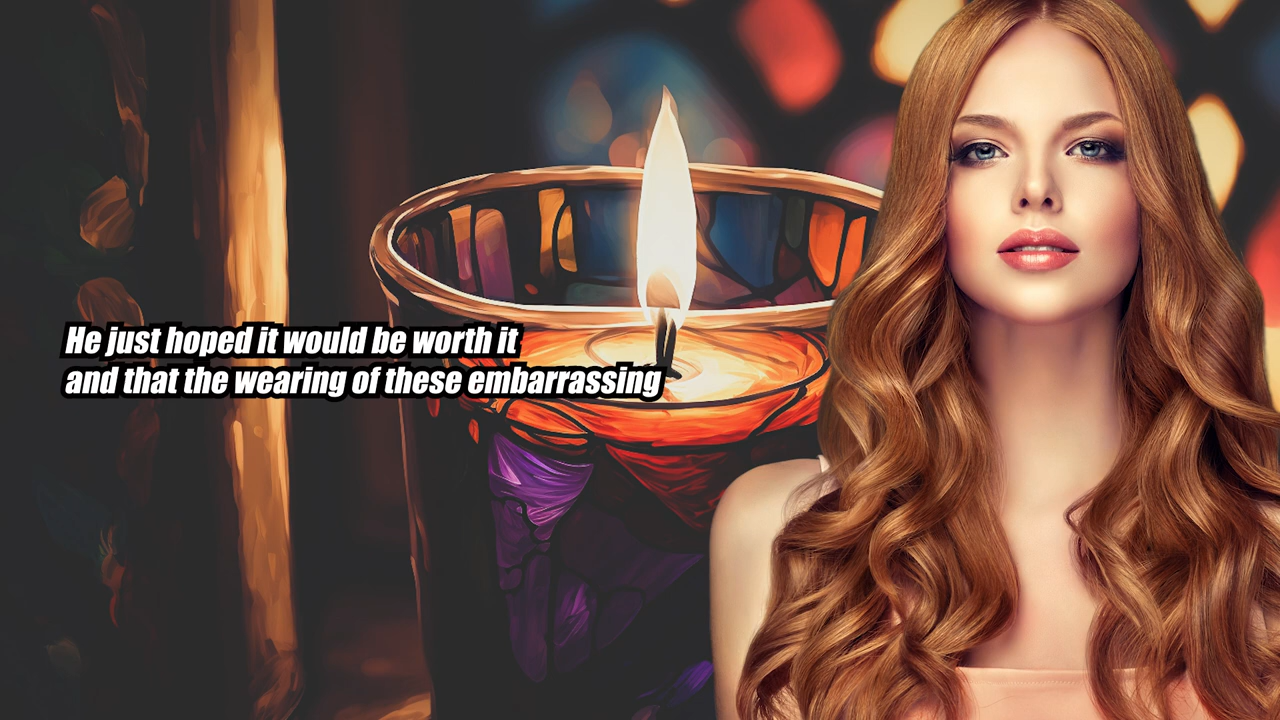 He just hoped it would be worth it
and that the wearing of these embarrassing